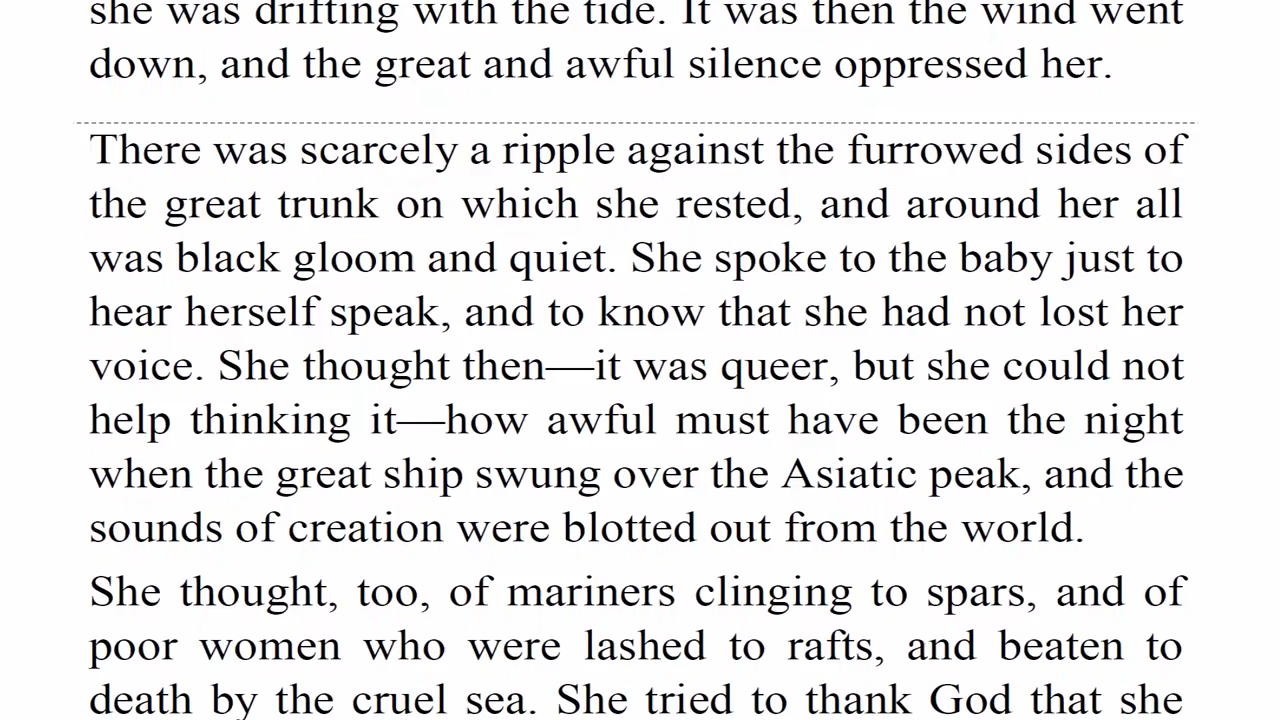 she was drifting with the tide. It was then the wind went
down, and the great and awful silence oppressed her.
There was scarcely a ripple against the furrowed sides of
the great trunk on which she rested, and around her all
was black gloom and quiet. She spoke to the baby just to
hear herself speak, and to know that she had not lost her
voice. She thought then—it was queer, but she could not
help thinking it—how awful must have been the night
when the great ship swung over the Asiatic peak, and the
sounds of creation were blotted out from the world.
She thought, too, of mariners clinging to spars, and of
poor women who were lashed to rafts, and beaten to
death by the cruel sea. She tried to thank God that she